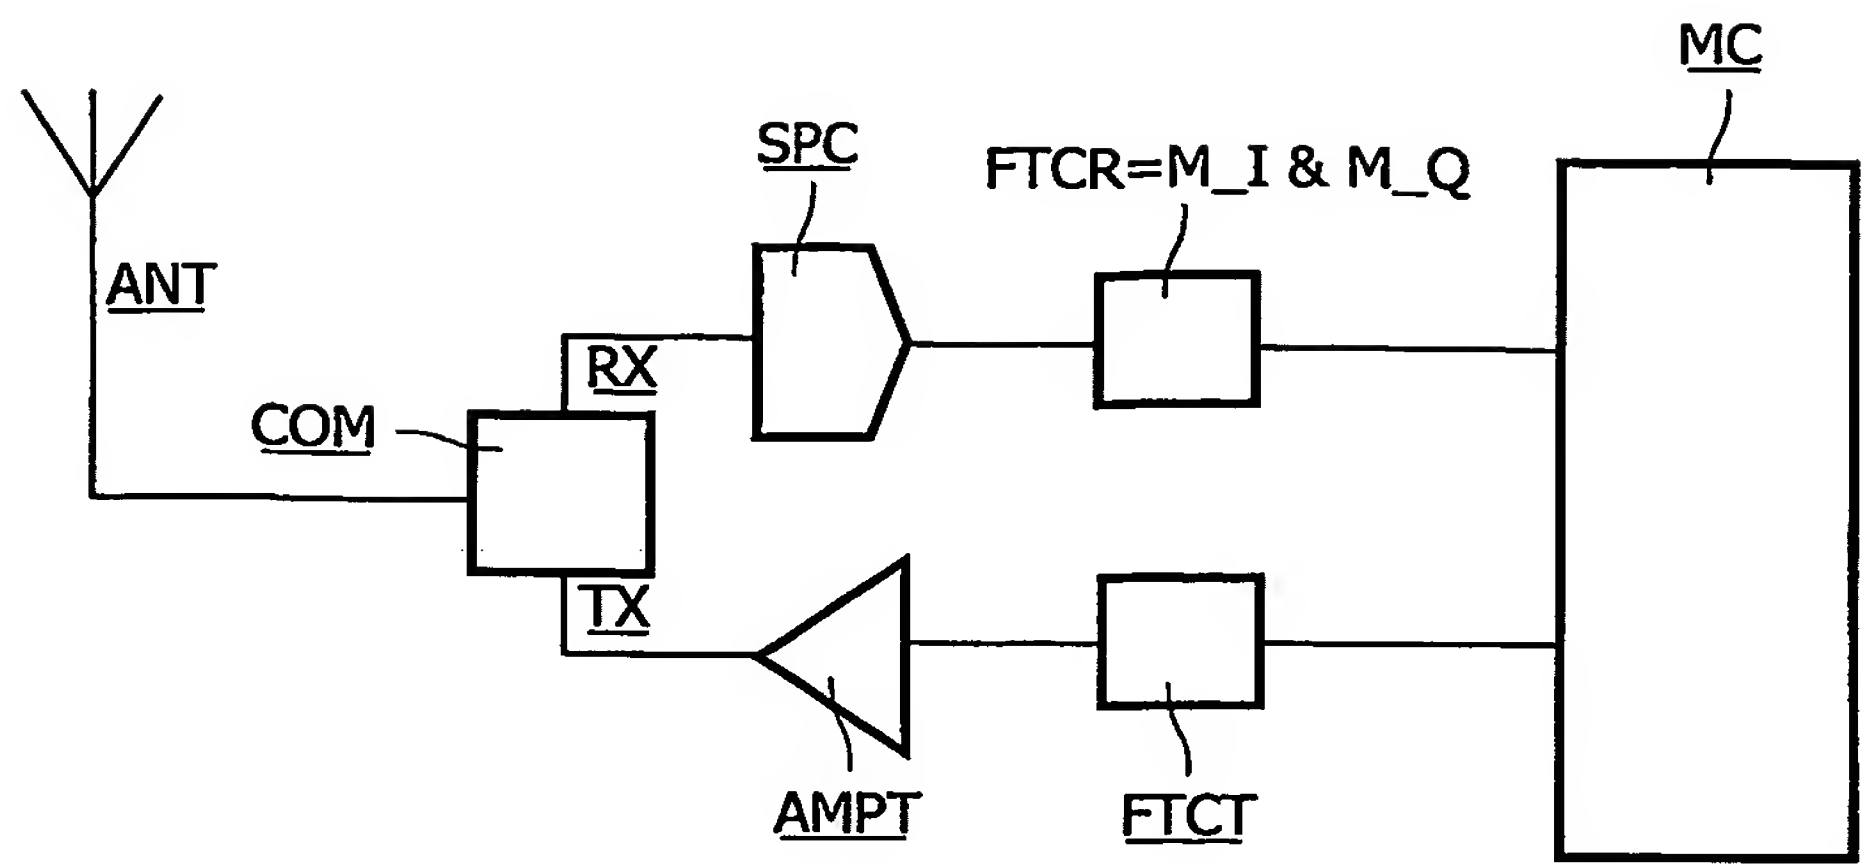 MC
SPC
FTCR=M_I & M_Q
ANT
RX
COM
TX
AMPT
FTCT